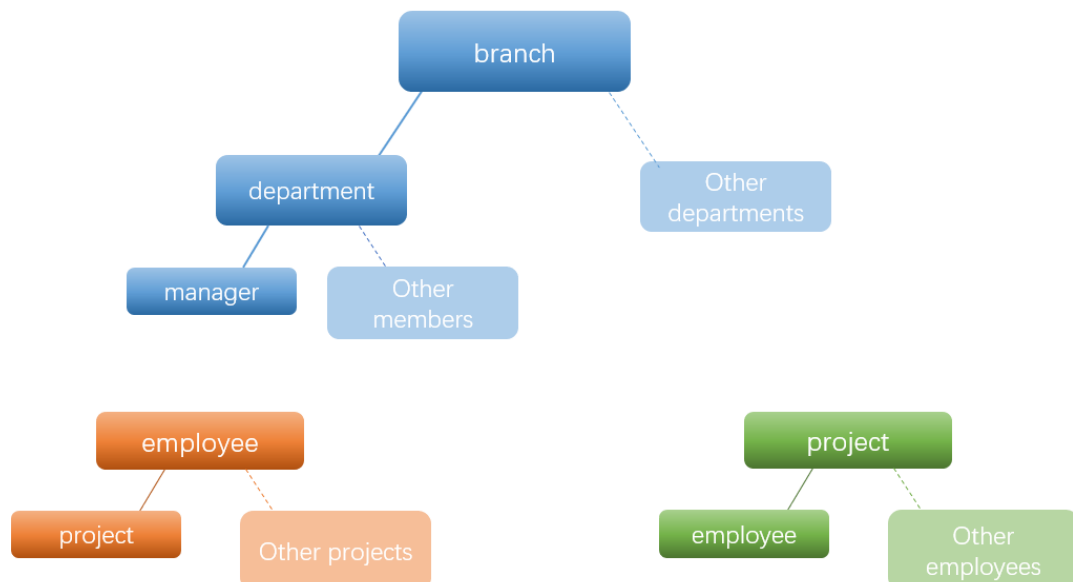 branch
department
Other
departments
manager
Other
members
employee
project
project
Other projects
employee
Other
employees